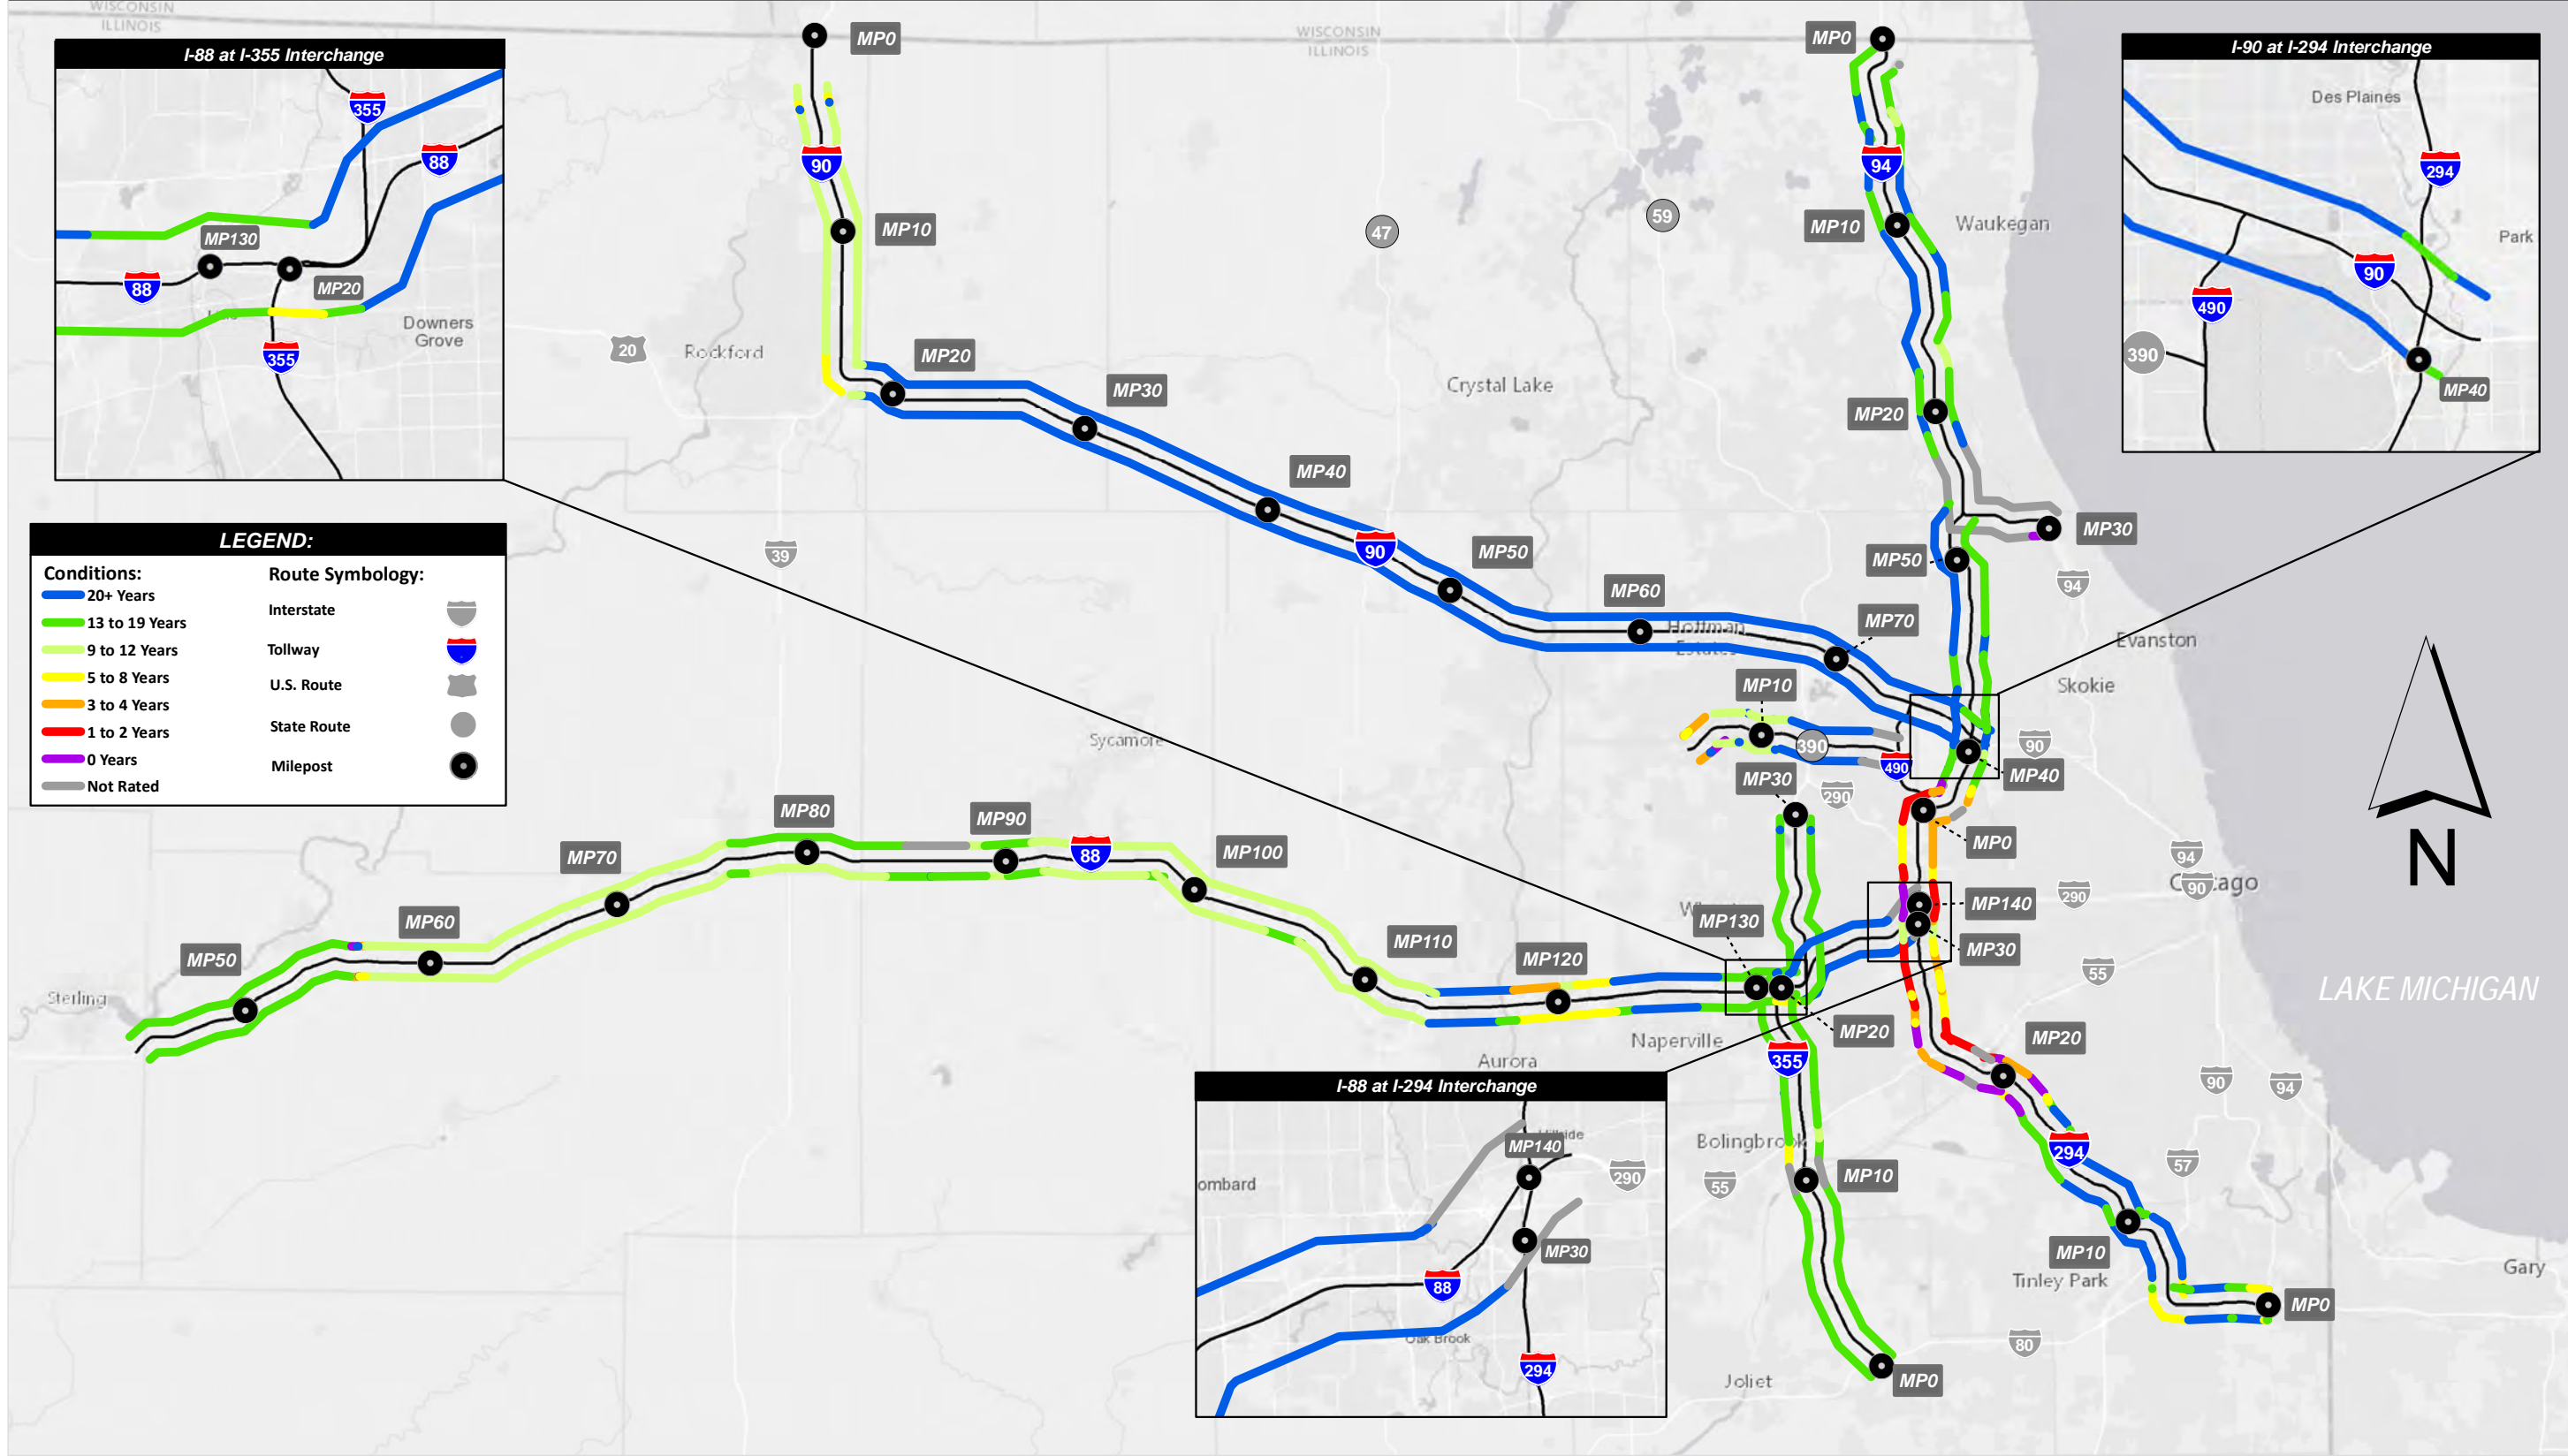 WISCONSIN
ILLINOIS
WISCONSIN
ILLINOIS
I-88 at I-355 Interchange
355
88
MP130
MP20
88
355
Downers
Grove
LEGEND:
Conditions:
20+ Years
13 to 19 Years
9 to 12 Years
5 to 8 Years
3 to 4 Years
1 to 2 Years
0 Years
Not Rated
Route Symbology:
Interstate
Tollway
U.S. Route
State Route
Milepost
I-90 at I-294 Interchange
Des Plaines
294
Park
90
490
390
MP40
MP0
90
MP10
MP20
MP30
MP40
90
MP50
MP60
MP70
20
Rockford
39
47
59
Crystal Lake
Hoffman
Estates
Sycamore
MP0
94
MP10
Waukegan
MP20
MP30
MP50
94
Evanston
Skokie
90
MP40
MP10
390
490
MP30
290
MP0
94
90
Chicago
290
MP140
MP30
55
LAKE MICHIGAN
N
MP80
MP90
88
MP100
MP70
MP60
MP50
Sterling
MP110
MP120
MP130
MP20
Naperville
Aurora
355
MP20
90
94
Bolingbrook
55
MP10
294
57
MP10
Tinley Park
Gary
MP0
80
Joliet
MP0
I-88 at I-294 Interchange
MP140
290
ombard
MP30
88
Oak Brook
294